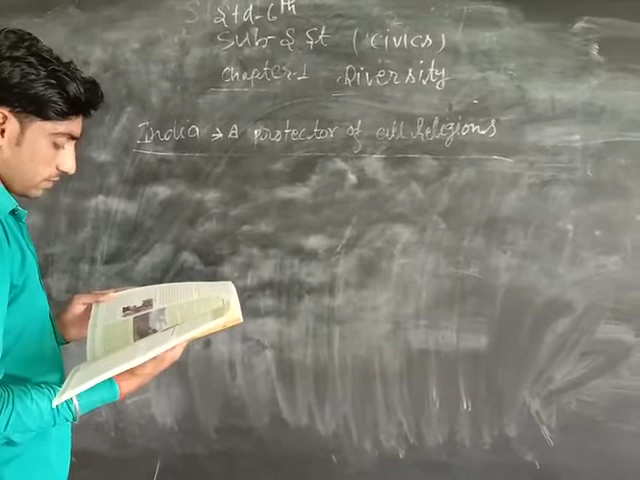 Std-6th
Sub-S St (Civics)
Chapter-1 Diversity
India → A protector of all Religions